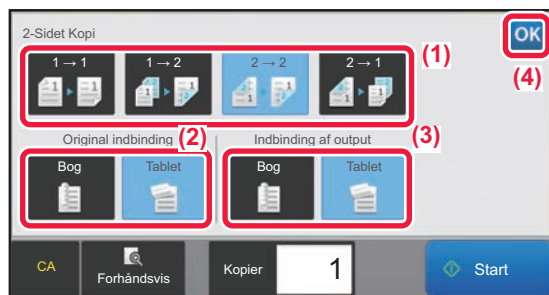 2-Sidet Kopi
OK
1 → 1
1 → 2
2 → 2
2 → 1
(1)
(4)
Original indbinding
(2)
Indbinding af output
(3)
Bog
Tablet
Bog
Tablet
CA
Forhåndsvis
Kopier
1
Start